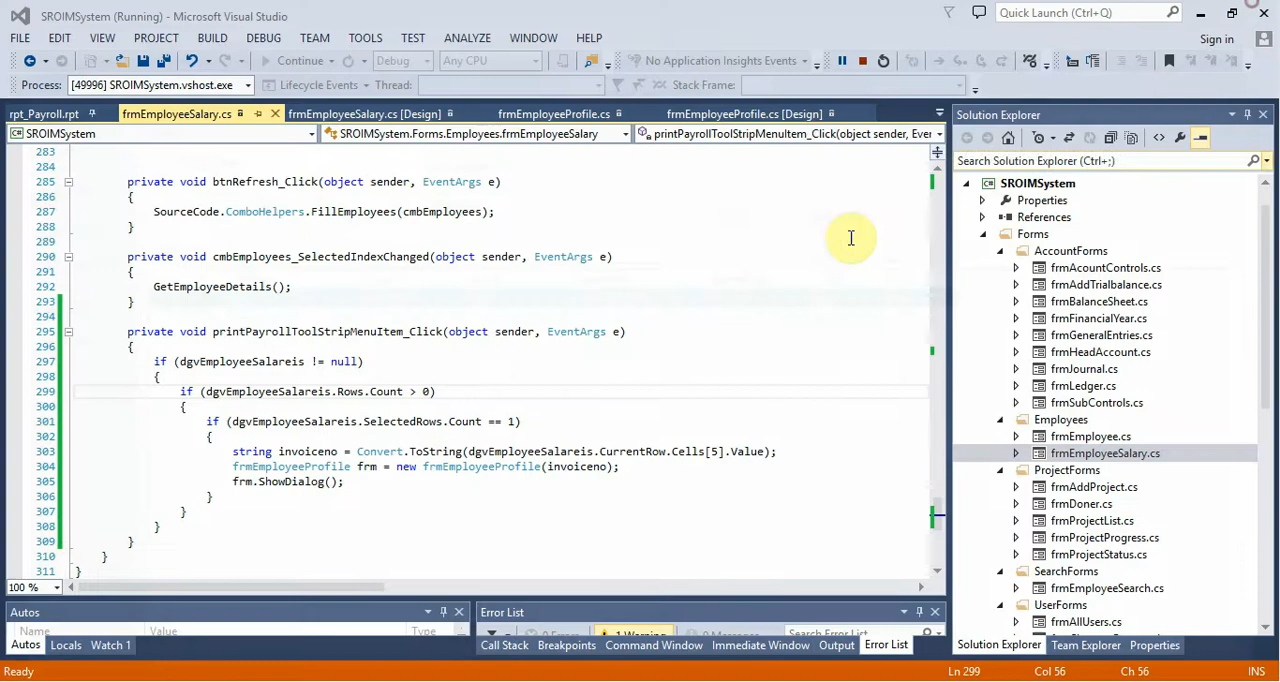 SROIMSystem (Running) - Microsoft Visual Studio
Quick Launch (Ctrl+Q)
FILE EDIT VIEW PROJECT BUILD DEBUG TEAM TOOLS TEST ANALYZE WINDOW HELP
Sign in
Continue Debug Any CPU No Application Insights Events
Process: [49996] SROIMSystem.vshost.exe Lifecycle Events Thread: Stack Frame:
rpt_Payroll.rpt frmEmployeeSalary.cs frmEmployeeSalary.cs [Design] frmEmployeeProfile.cs frmEmployeeProfile.cs [Design]
SROIMSystem SROIMSystem.Forms.Employees.frmEmployeeSalary printPayrollToolStripMenuItem_Click(object sender, Ever
283
284
285 private void btnRefresh_Click(object sender, EventArgs e)
286 {
287 SourceCode.ComboHelpers.FillEmployees(cmbEmployees);
288 }
289
290 private void cmbEmployees_SelectedIndexChanged(object sender, EventArgs e)
291 {
292 GetEmployeeDetails();
293 }
294
295 private void printPayrollToolStripMenuItem_Click(object sender, EventArgs e)
296 {
297 if (dgvEmployeeSalareis != null)
298 {
299 if (dgvEmployeeSalareis.Rows.Count > 0)
300 {
301 if (dgvEmployeeSalareis.SelectedRows.Count == 1)
302 {
303 string invoiceno = Convert.ToString(dgvEmployeeSalareis.CurrentRow.Cells[5].Value);
304 frmEmployeeProfile frm = new frmEmployeeProfile(invoiceno);
305 frm.ShowDialog();
306 }
307 }
308 }
309 }
310 }
311 }
100 %
Solution Explorer
Search Solution Explorer (Ctrl+;)
SROIMSystem
Properties
References
Forms
AccountForms
frmAcountControls.cs
frmAddTrialbalance.cs
frmBalanceSheet.cs
frmFinancialYear.cs
frmGeneralEntries.cs
frmHeadAccount.cs
frmJournal.cs
frmLedger.cs
frmSubControls.cs
Employees
frmEmployee.cs
frmEmployeeSalary.cs
ProjectForms
frmAddProject.cs
frmDoner.cs
frmProjectList.cs
frmProjectProgress.cs
frmProjectStatus.cs
SearchForms
frmEmployeeSearch.cs
UserForms
frmAllUsers.cs
Autos
Name Value Type
Autos Locals Watch 1
Error List
0 Errors 1 Warning 0 Messages Search Error List
Call Stack Breakpoints Command Window Immediate Window Output Error List
Solution Explorer Team Explorer Properties
Ready Ln 299 Col 56 Ch 56 INS